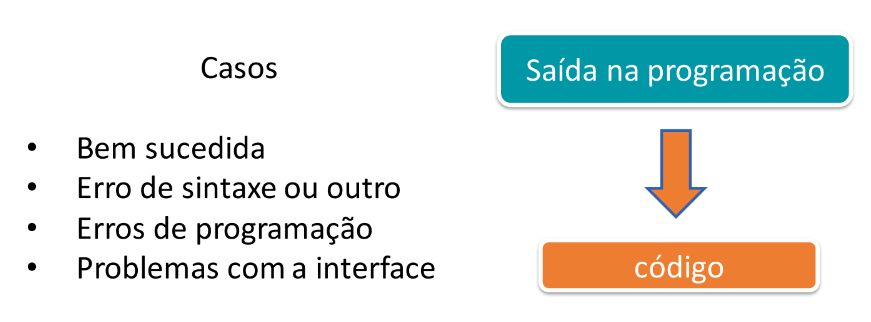 Casos
• Bem sucedida
• Erro de sintaxe ou outro
• Erros de programação
• Problemas com a interface
Saída na programação
código